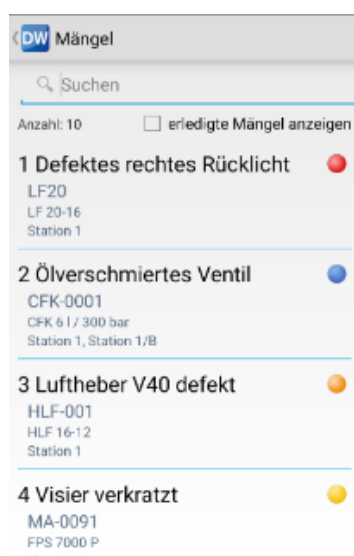 DW Mängel
Suchen
Anzahl: 10 erledigte Mängel anzeigen
1 Defektes rechtes Rücklicht
LF20
LF 20-16
Station 1
2 Ölverschmiertes Ventil
CFK-0001
CFK 6 l / 300 bar
Station 1, Station 1/B
3 Luftheber V40 defekt
HLF-001
HLF 16-12
Station 1
4 Visier verkratzt
MA-0091
FPS 7000 P